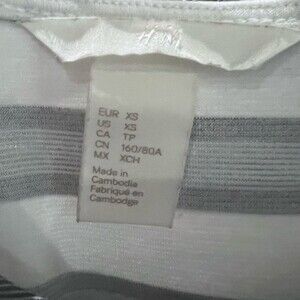 H&M
EUR XS
US XS
CA TP
CN 160/80A
MX XCH
Made in
Cambodia
Fabriqué en
Cambodge